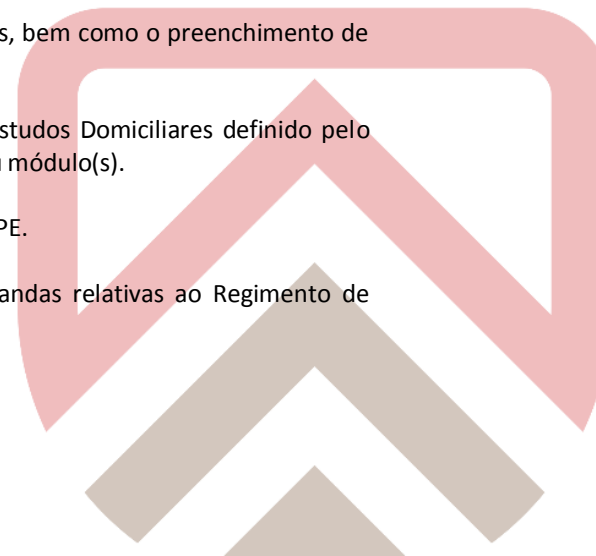 s, bem como o preenchimento de
studos Domiciliares definido pelo
módulo(s).
PE.
andas relativas ao Regimento de